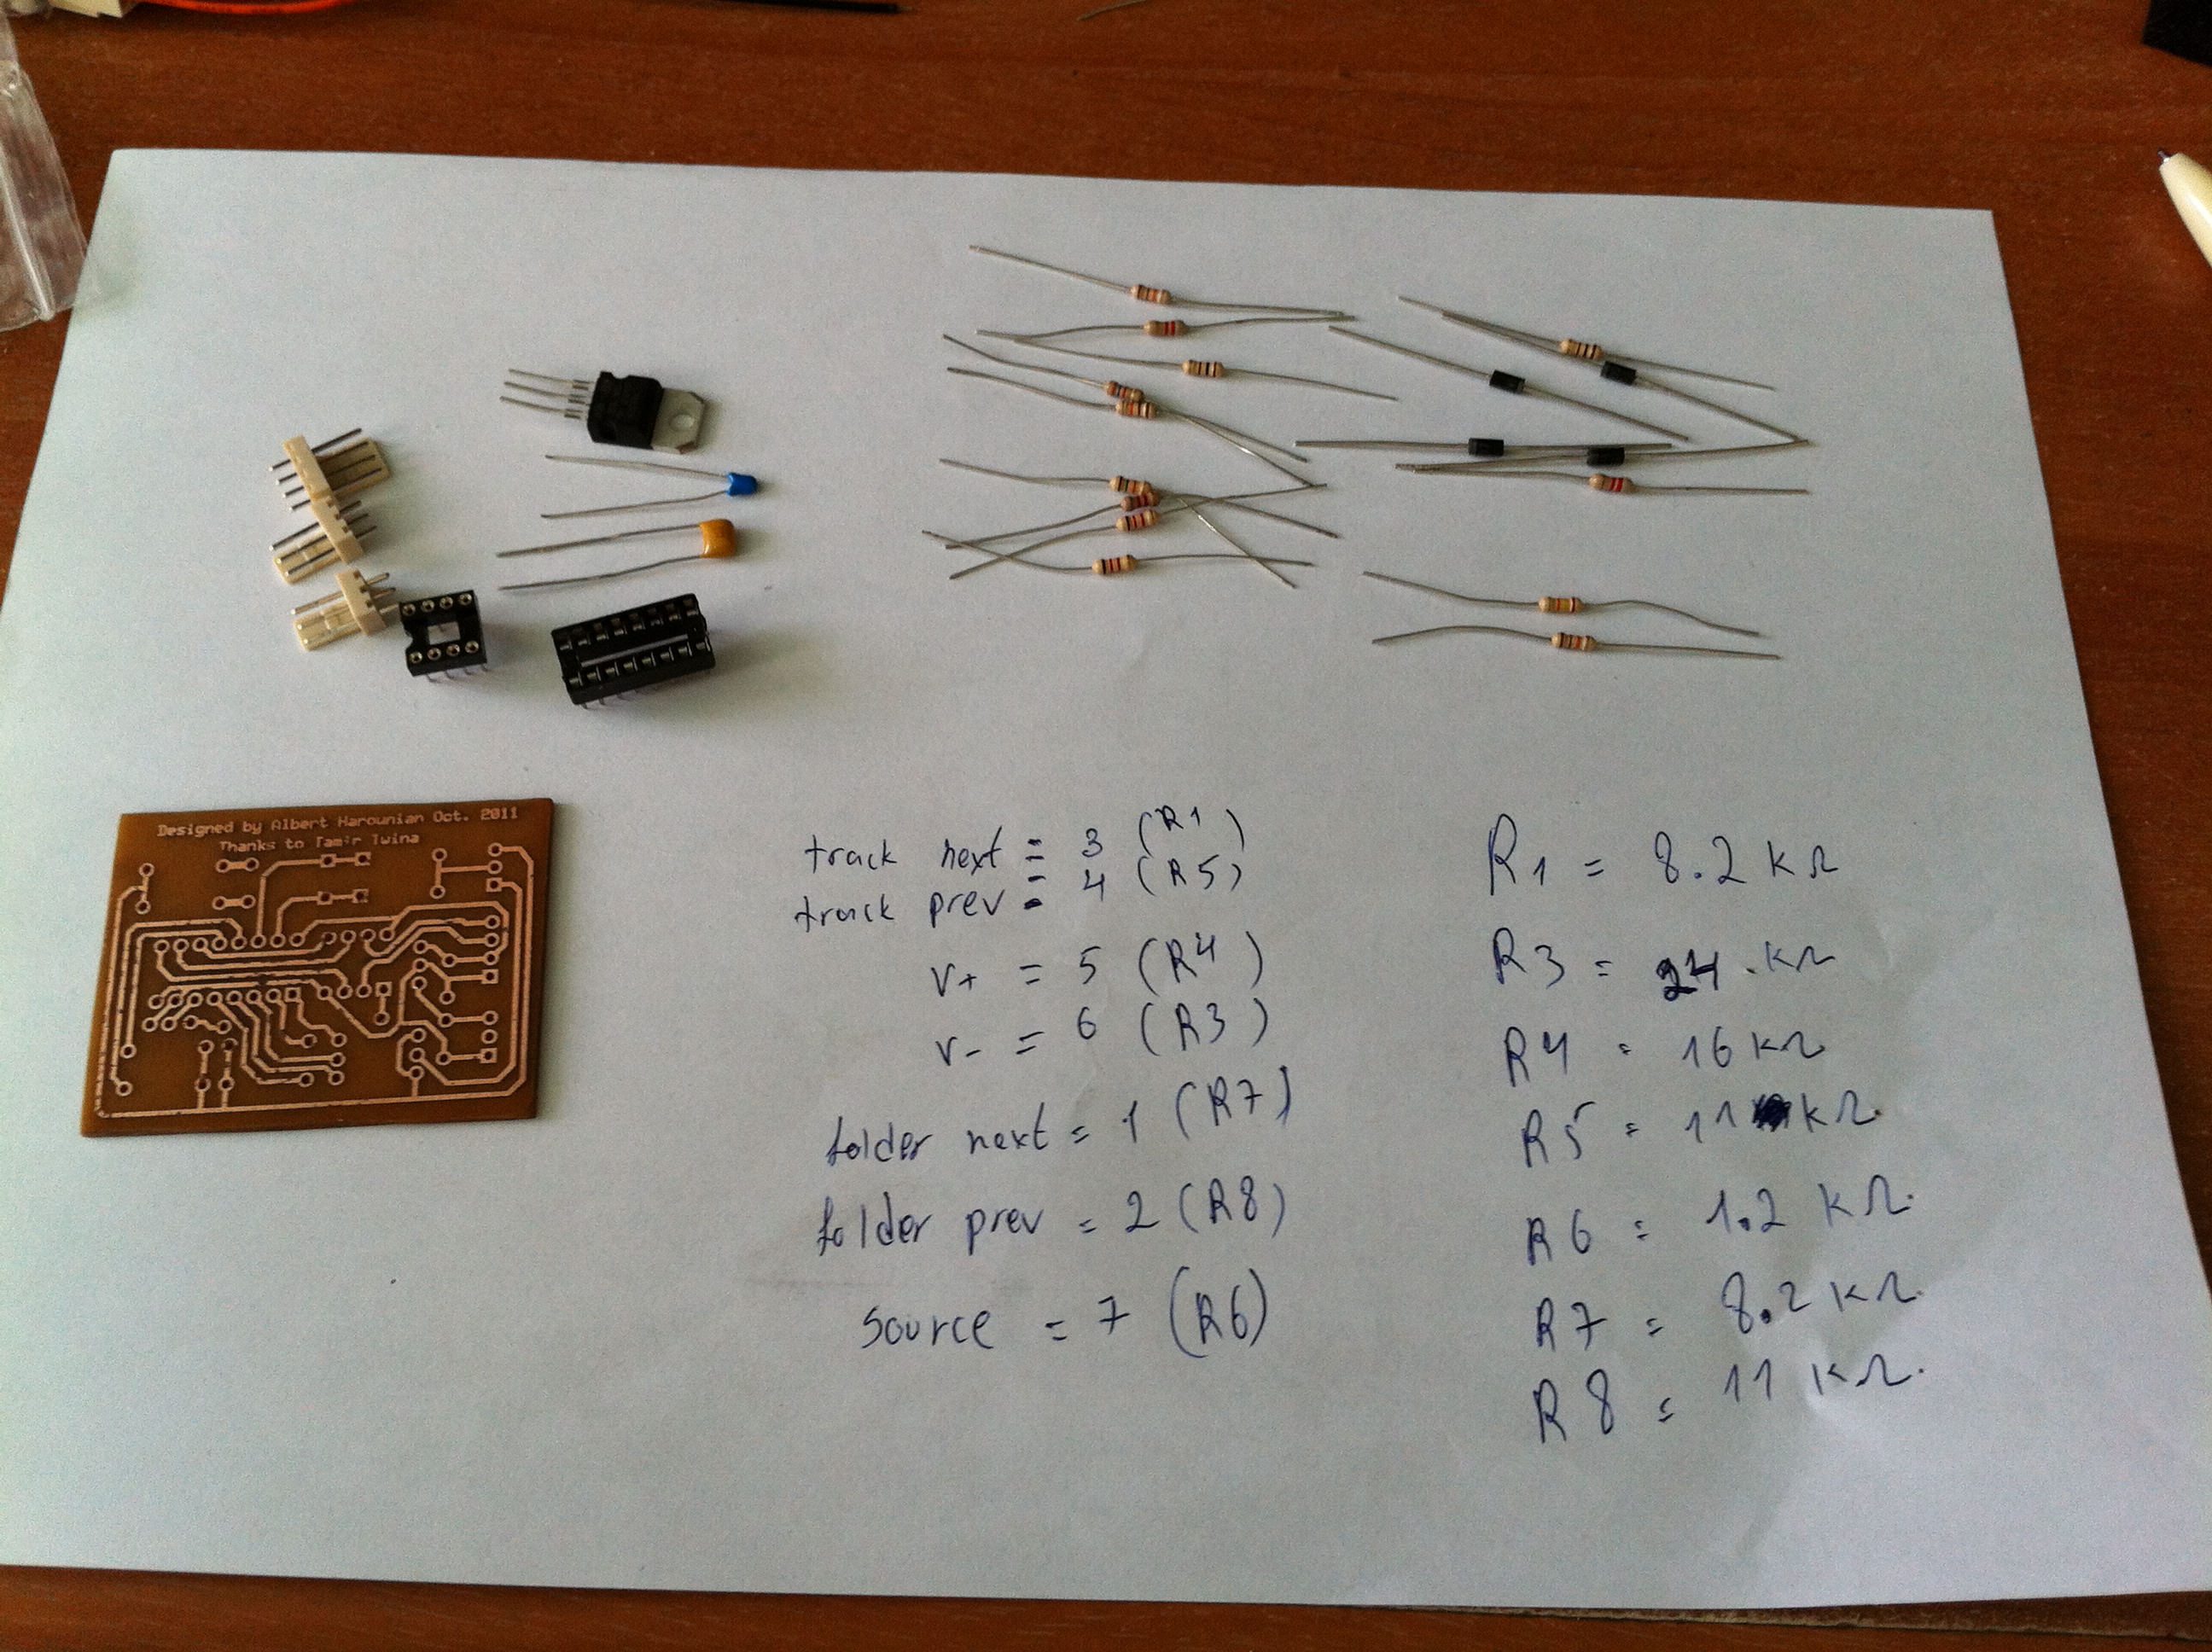 Designed by Albert Harounian Oct. 2011
Thanks to Tamir Twina
track next = 3 (R1)
track prev = 4 (R5)
v+ = 5 (R4)
v- = 6 (R3)
folder next = 1 (R7)
folder prev = 2 (R8)
source = 7 (R6)
R1 = 8.2 KΩ
R3 = 24 . KΩ
R4 = 16 KΩ
R5 = 11 KΩ.
R6 = 1.2 KΩ.
R7 = 8.2 KΩ.
R8 = 11 KΩ.